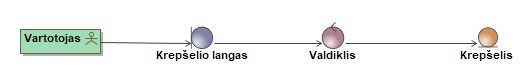 Vartotojas
Krepšelio langas
Valdiklis
Krepšelis